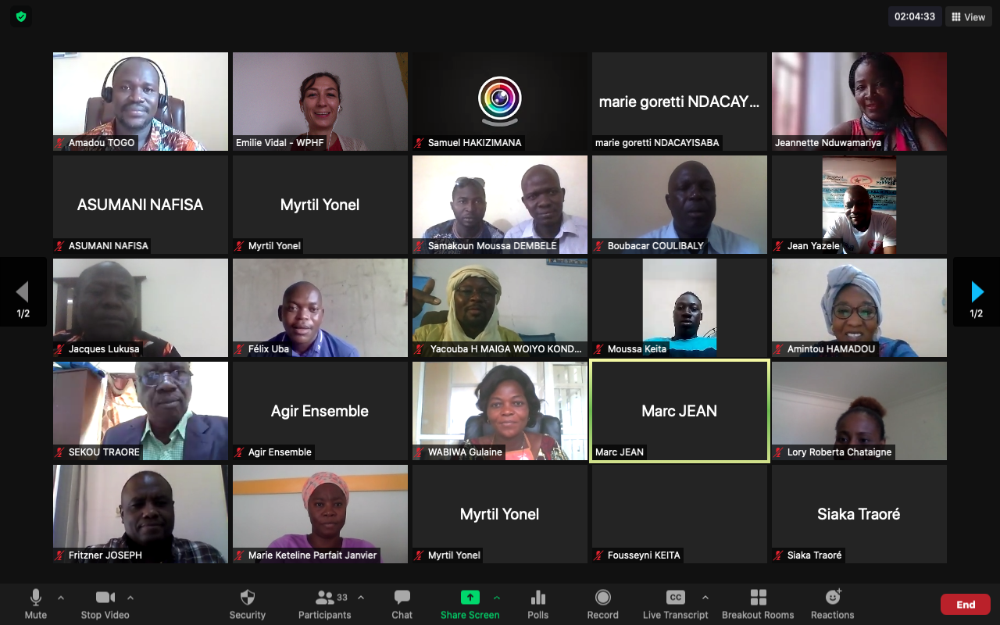 02:04:33
View
Amadou TOGO
Emilie Vidal - WPHF
Samuel HAKIZIMANA
marie goretti NDACAY...
marie goretti NDACAYISABA
Jeannette Nduwamariya
ASUMANI NAFISA
ASUMANI NAFISA
Myrtil Yonel
Myrtil Yonel
Samakoun Moussa DEMBELE
Boubacar COULIBALY
Jean Yazele
1/2
Jacques Lukusa
Félix Uba
Yacouba H MAIGA WOIYO KOND...
Moussa Keita
Amintou HAMADOU
1/2
SEKOU TRAORE
Agir Ensemble
Agir Ensemble
WABIWA Gulaine
Marc JEAN
Marc JEAN
Lory Roberta Chataigne
Fritzner JOSEPH
Marie Keteline Parfait Janvier
Myrtil Yonel
Myrtil Yonel
Fousseyni KEITA
Siaka Traoré
Siaka Traoré
Mute
Stop Video
Security
33
Participants
Chat
Share Screen
Polls
Record
CC
Live Transcript
Breakout Rooms
Reactions
End